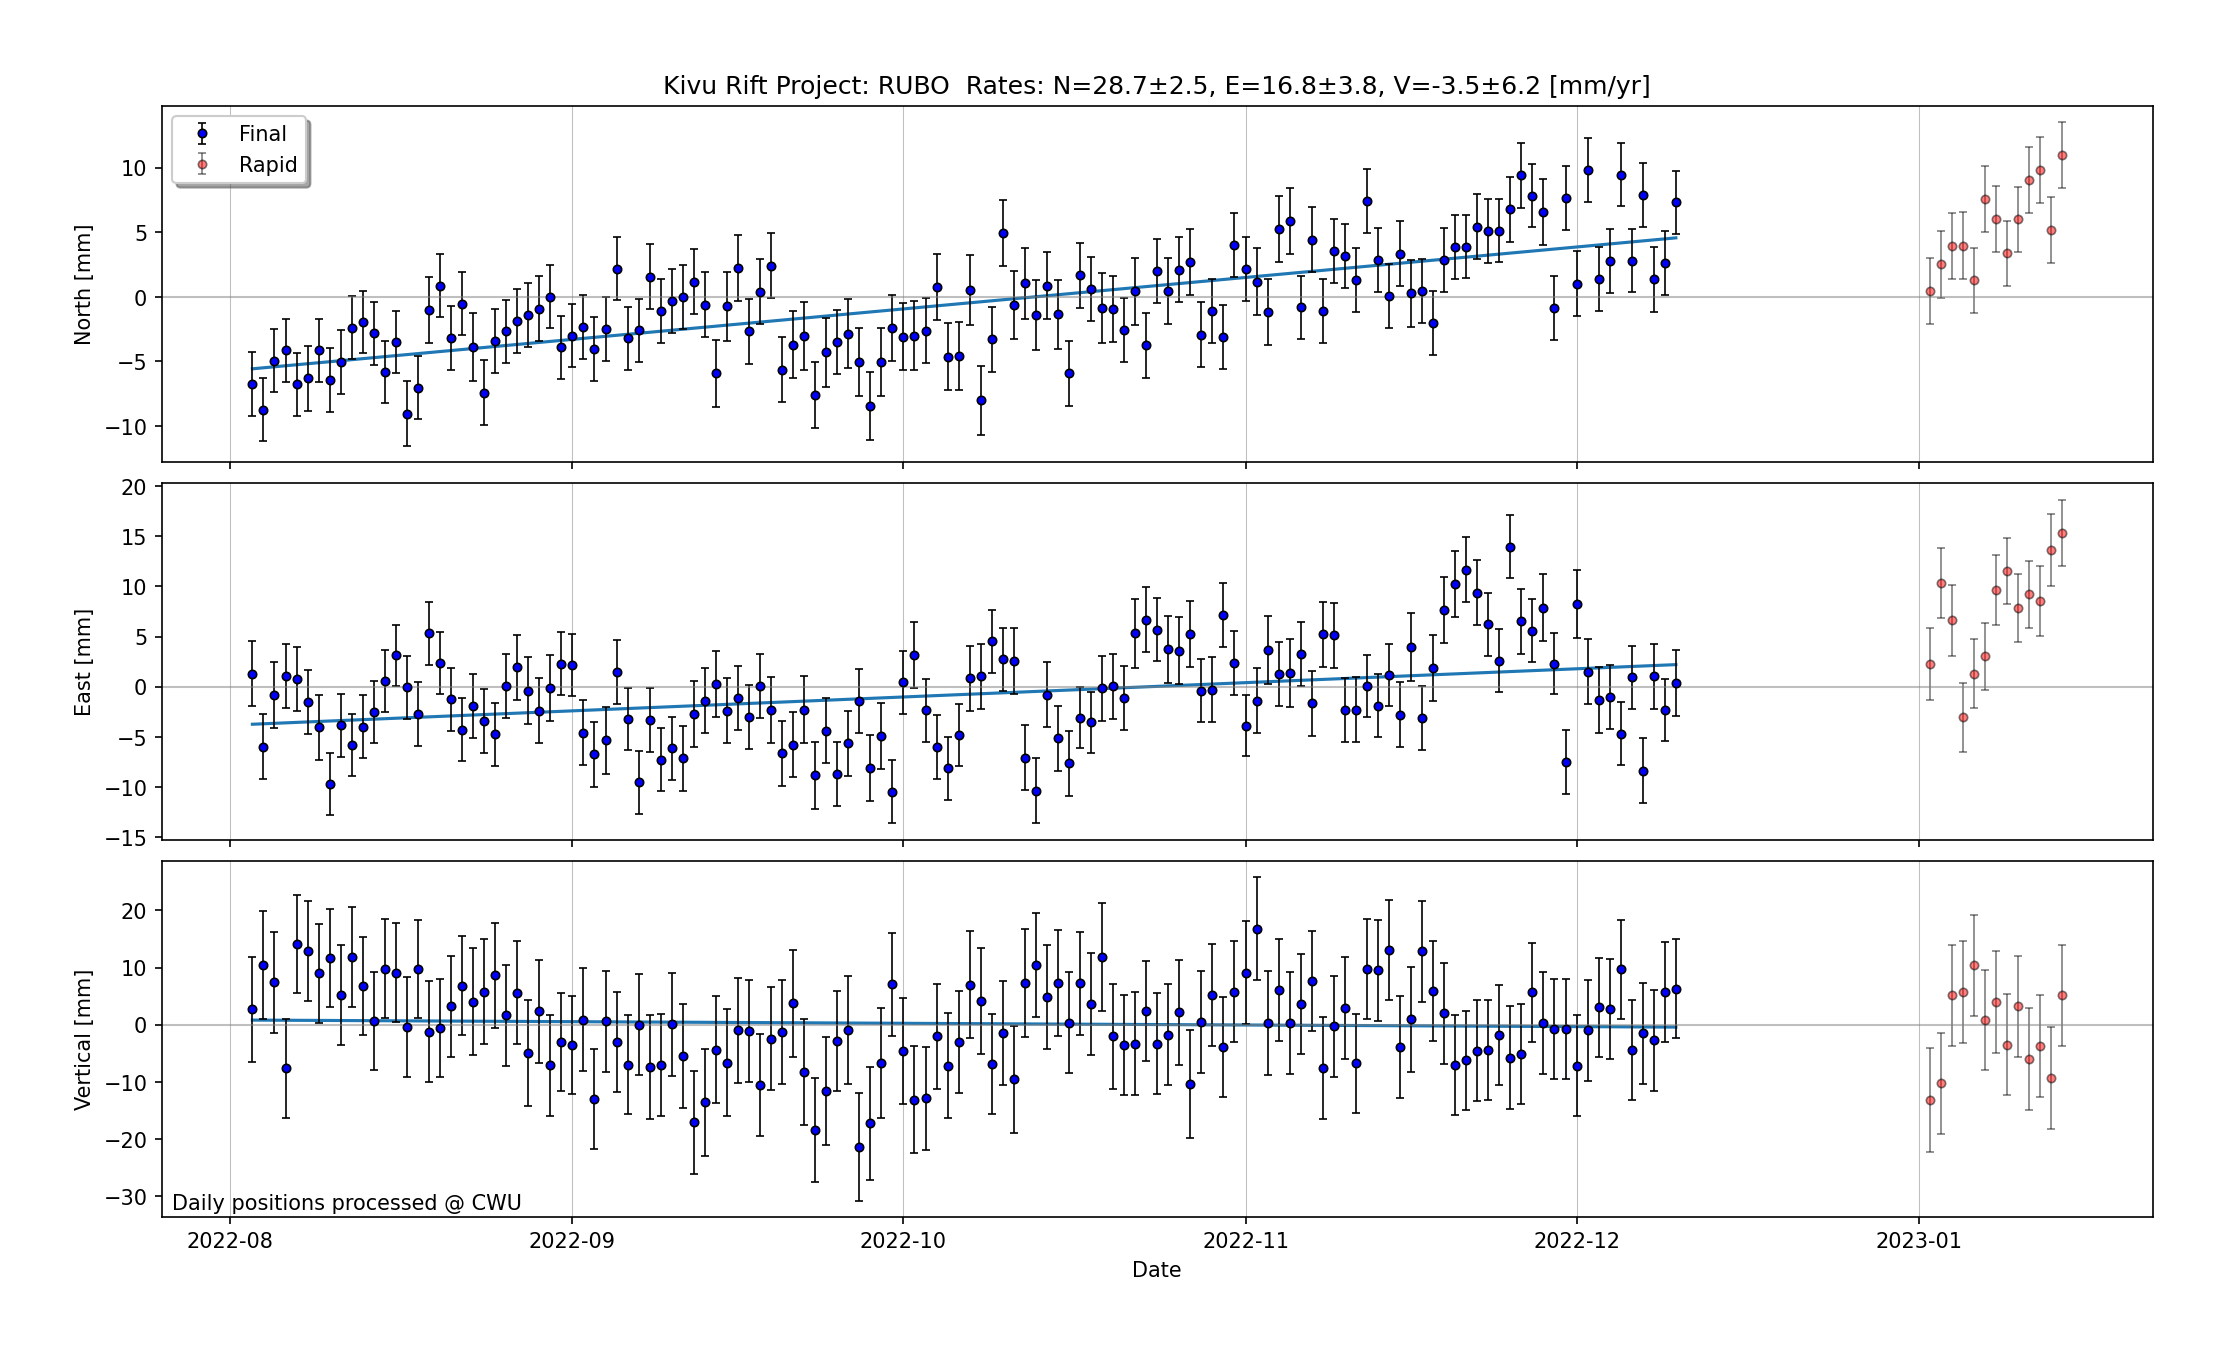 Kivu Rift Project: RUBO  Rates: N=28.7±2.5, E=16.8±3.8, V=-3.5±6.2 [mm/yr]
Final
Rapid
North [mm]
10
5
0
−5
−10
East [mm]
20
15
10
5
0
−5
−10
−15
Vertical [mm]
20
10
0
−10
−20
−30
Daily positions processed @ CWU
2022-08 2022-09 2022-10 2022-11 2022-12 2023-01
Date